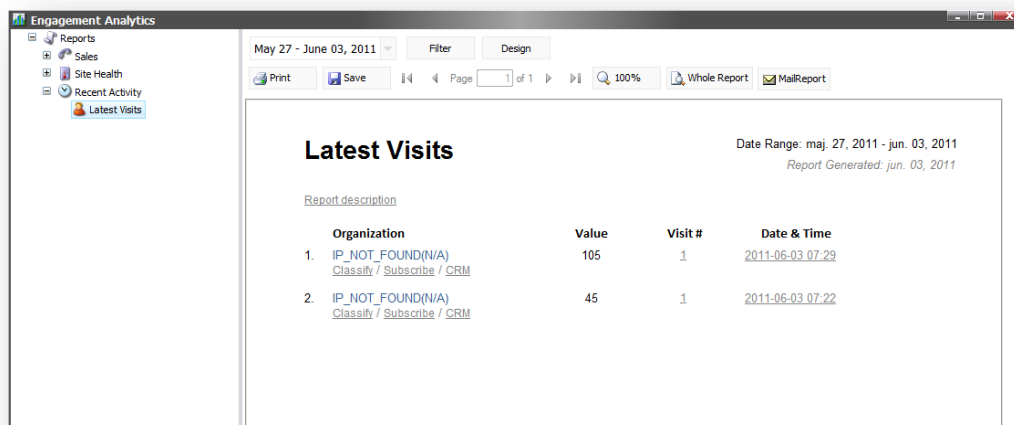 Engagement Analytics
Reports
Sales
Site Health
Recent Activity
Latest Visits
May 27 - June 03, 2011 Filter Design
Print Save Page 1 of 1 100% Whole Report MailReport
Latest Visits
Date Range: maj. 27, 2011 - jun. 03, 2011
Report Generated: jun. 03, 2011
Report description
Organization Value Visit # Date & Time
1. IP_NOT_FOUND(N/A) 105 1 2011-06-03 07:29
Classify / Subscribe / CRM
2. IP_NOT_FOUND(N/A) 45 1 2011-06-03 07:22
Classify / Subscribe / CRM